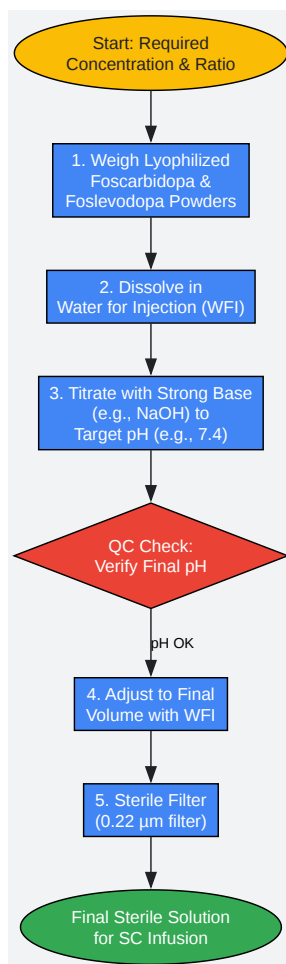 Start: Required
Concentration & Ratio
1. Weigh Lyophilized
Foscarbidopa &
Foslevodopa Powders
2. Dissolve in
Water for Injection (WFI)
3. Titrate with Strong Base
(e.g., NaOH) to
Target pH (e.g., 7.4)
QC Check:
Verify Final pH
pH OK
4. Adjust to Final
Volume with WFI
5. Sterile Filter
(0.22 µm filter)
Final Sterile Solution
for SC Infusion